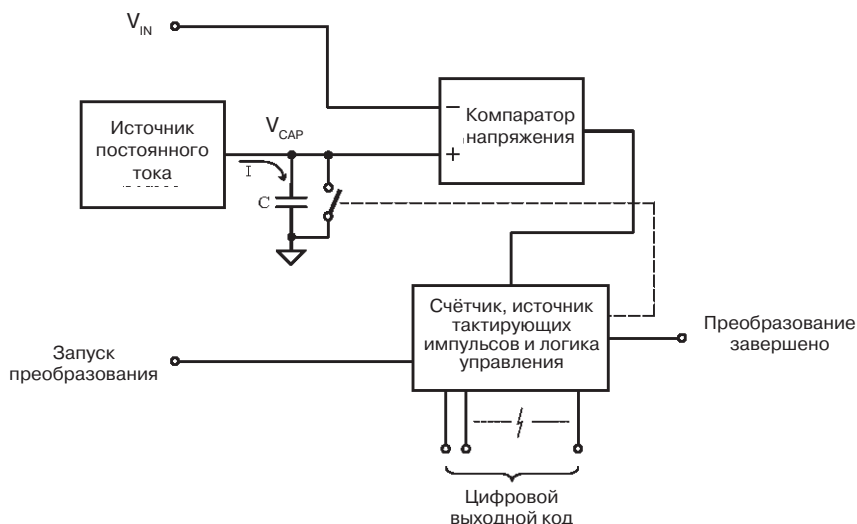 V_IN
Источник
постоянного
тока
V_CAP
I
C
−
+
Компаратор
напряжения
Счётчик, источник
тактирующих
импульсов и логика
управления
Запуск
преобразования
Преобразование
завершено
Цифровой
выходной код